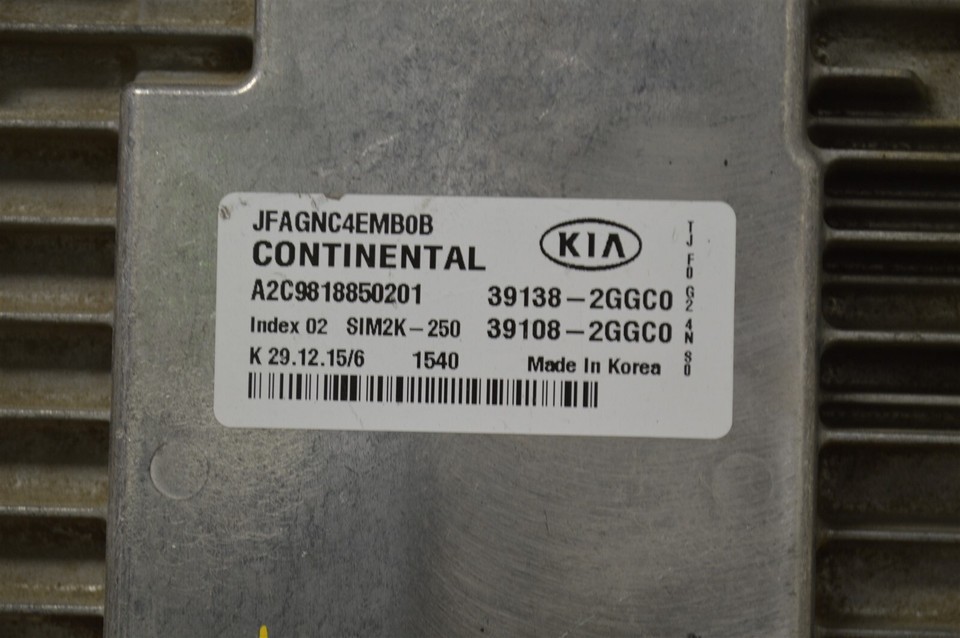 JFAGNC4EMB0B
CONTINENTAL
KIA
A2C9818850201 39138-2GGC0
Index 02 SIM2K-250 39108-2GGC0
K 29.12.15/6 1540 Made In Korea
TJ F0 G2 4N S0